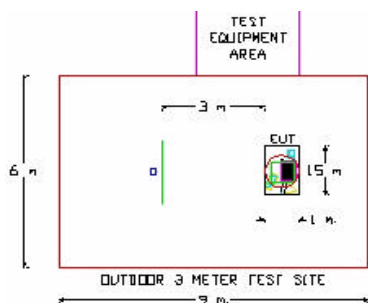 TEST
EQUIPMENT
AREA
3 m
EUT
6 m
1.5 m
1 m
OUTDOOR 3 METER TEST SITE
9 m